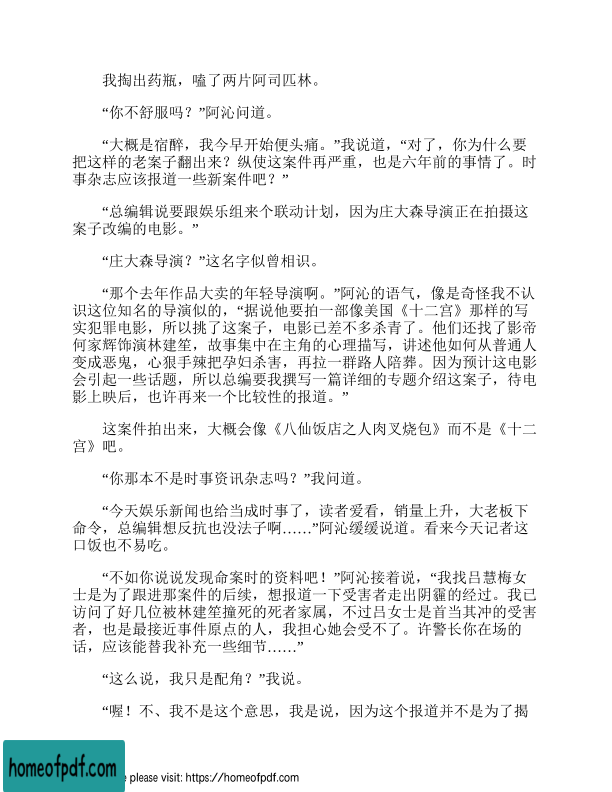 我掏出药瓶，嗑了两片阿司匹林。
“你不舒服吗？”阿沁问道。
“大概是宿醉，我今早开始便头痛。”我说道，“对了，你为什么要
把这样的老案子翻出来？纵使这案件再严重，也是六年前的事情了。时
事杂志应该报道一些新案件吧？”
“总编辑说要跟娱乐组来个联动计划，因为庄大森导演正在拍摄这
案子改编的电影。”
“庄大森导演？”这名字似曾相识。
“那个去年作品大卖的年轻导演啊。”阿沁的语气，像是奇怪我不认
识这位知名的导演似的，“据说他要拍一部像美国《十二宫》那样的写
实犯罪电影，所以挑了这案子，电影已差不多杀青了。他们还找了影帝
何家辉饰演林建笙，故事集中在主角的心理描写，讲述他如何从普通人
变成恶鬼，心狠手辣把孕妇杀害，再拉一群路人陪葬。因为预计这电影
会引起一些话题，所以总编要我撰写一篇详细的专题介绍这案子，待电
影上映后，也许再来一个比较性的报道。”
这案件拍出来，大概会像《八仙饭店之人肉叉烧包》而不是《十二
宫》吧。
“你那本不是时事资讯杂志吗？”我问道。
“今天娱乐新闻也给当成时事了，读者爱看，销量上升，大老板下
命令，总编辑想反抗也没法子啊……”阿沁缓缓说道。看来今天记者这
口饭也不易吃。
“不如你说说发现命案时的资料吧！”阿沁接着说，“我找吕慧梅女
士是为了跟进那案件的后续，想报道一下受害者走出阴霾的经过。我已
访问了好几位被林建笙撞死的死者家属，不过吕女士是首当其冲的受害
者，也是最接近事件原点的人，我担心她会受不了。许警长你在场的
话，应该能替我补充一些细节……”
“这么说，我只是配角？”我说。
“喔！不、我不是这个意思，我是说，因为这个报道并不是为了揭
homeofpdf.com
e please visit: https://homeofpdf.com